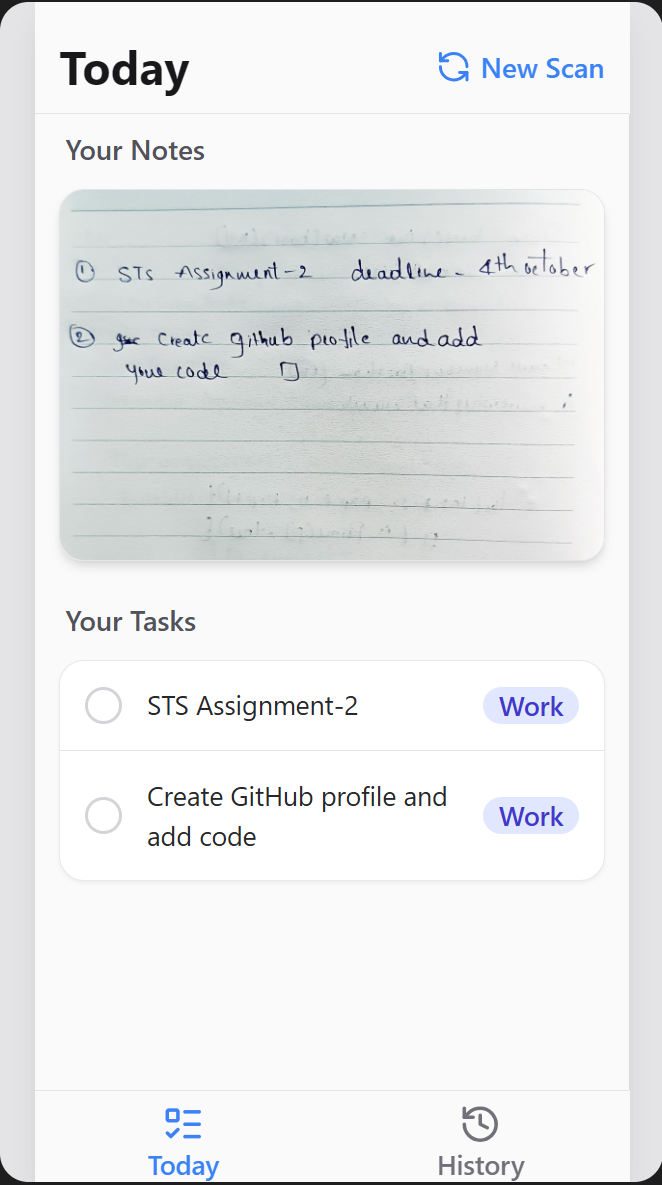 Today
New Scan
Your Notes
① STS Assignment-2 deadline - 4th october
② create github profile and add
your code
Your Tasks
STS Assignment-2
Work
Create GitHub profile and
add code
Work
Today
History